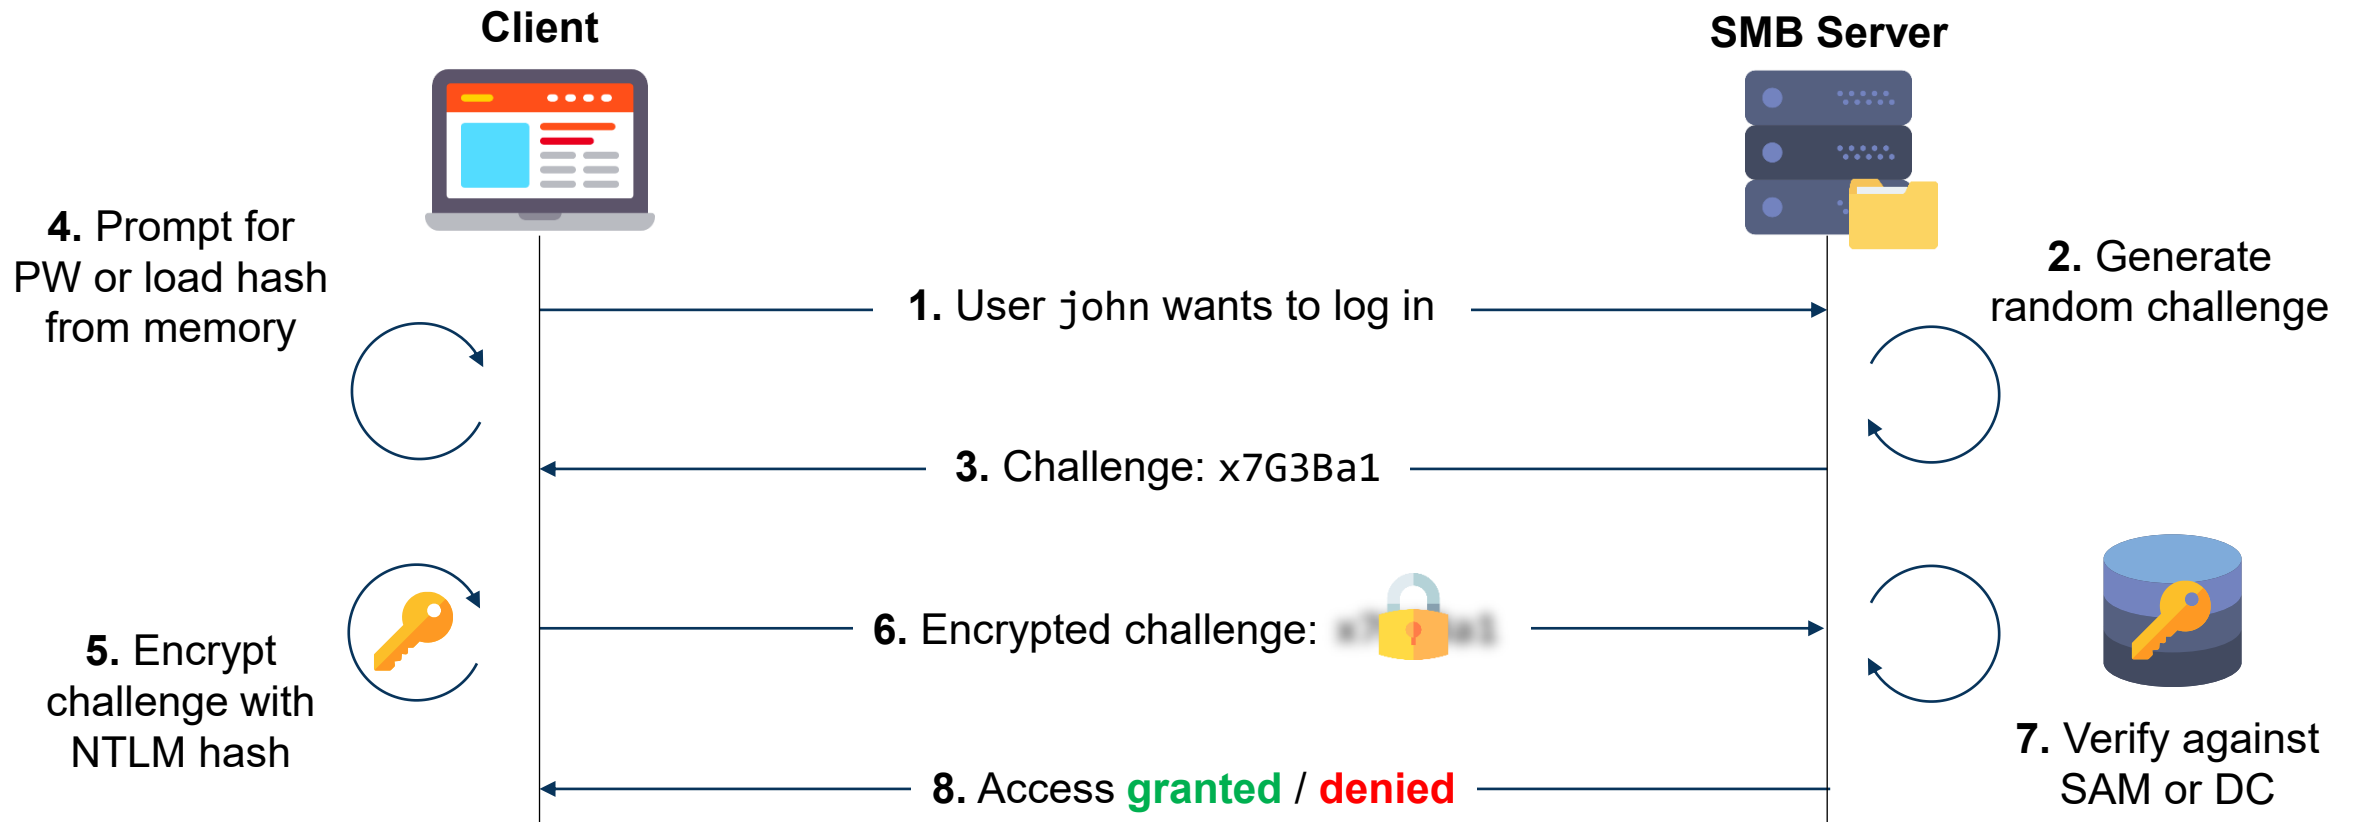 Client
SMB Server
4. Prompt for
PW or load hash
from memory
2. Generate
random challenge
1. User john wants to log in
3. Challenge: x7G3Ba1
5. Encrypt
challenge with
NTLM hash
6. Encrypted challenge:
7. Verify against
SAM or DC
8. Access granted / denied